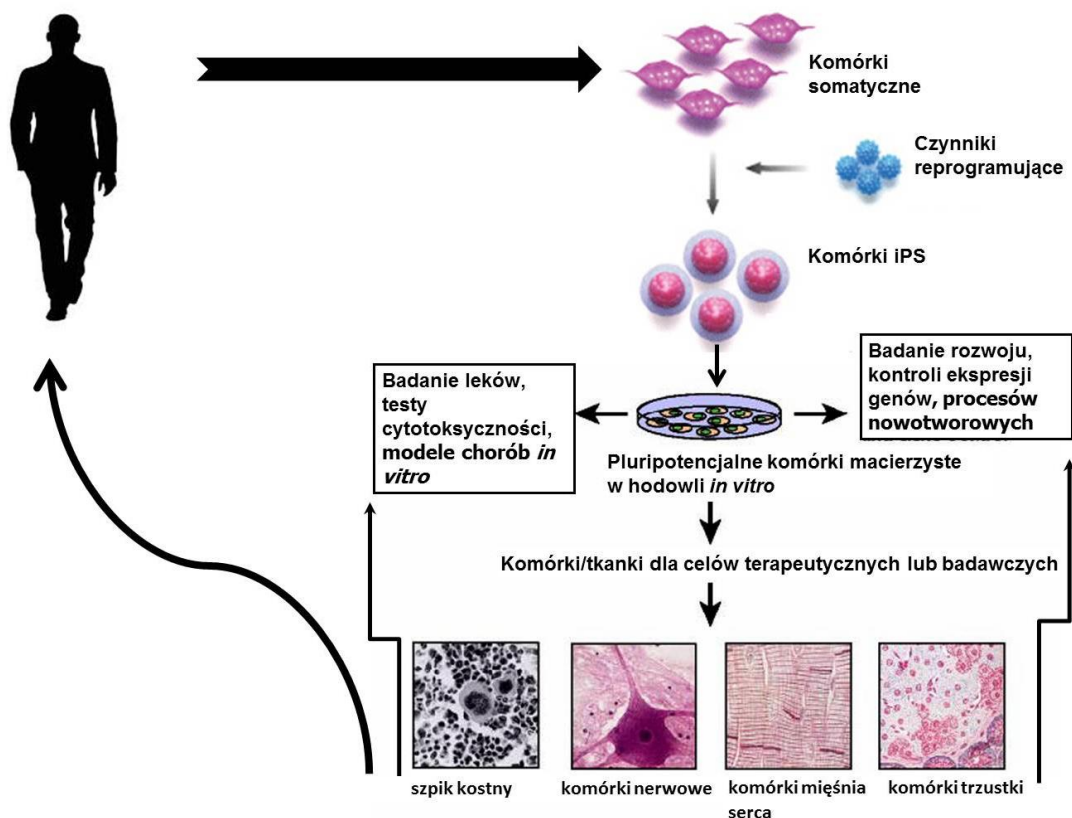 Komórki
somatyczne
Czynniki
reprogramujące
Komórki iPS
Badanie leków,
testy
cytotoksyczności,
modele chorób in
vitro
Badanie rozwoju,
kontroli ekspresji
genów, procesów
nowotworowych
Pluripotencjalne komórki macierzyste
w hodowli in vitro
Komórki/tkanki dla celów terapeutycznych lub badawczych
szpik kostny
komórki nerwowe
komórki mięśnia
serca
komórki trzustki